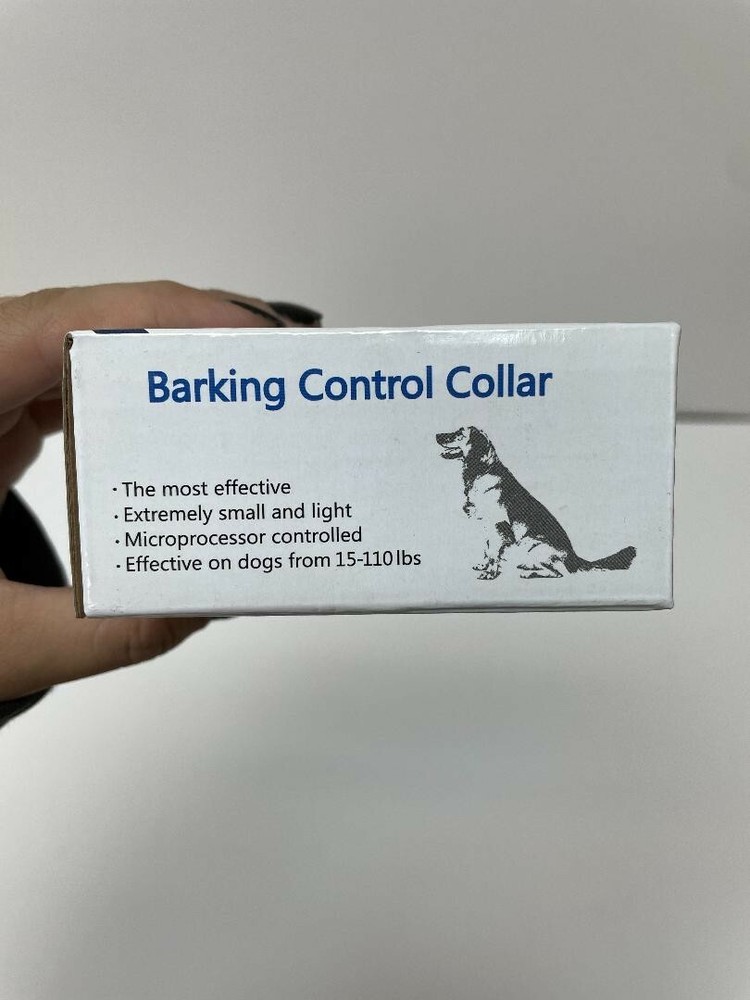 Barking Control Collar
· The most effective
· Extremely small and light
· Microprocessor controlled
· Effective on dogs from 15-110 lbs